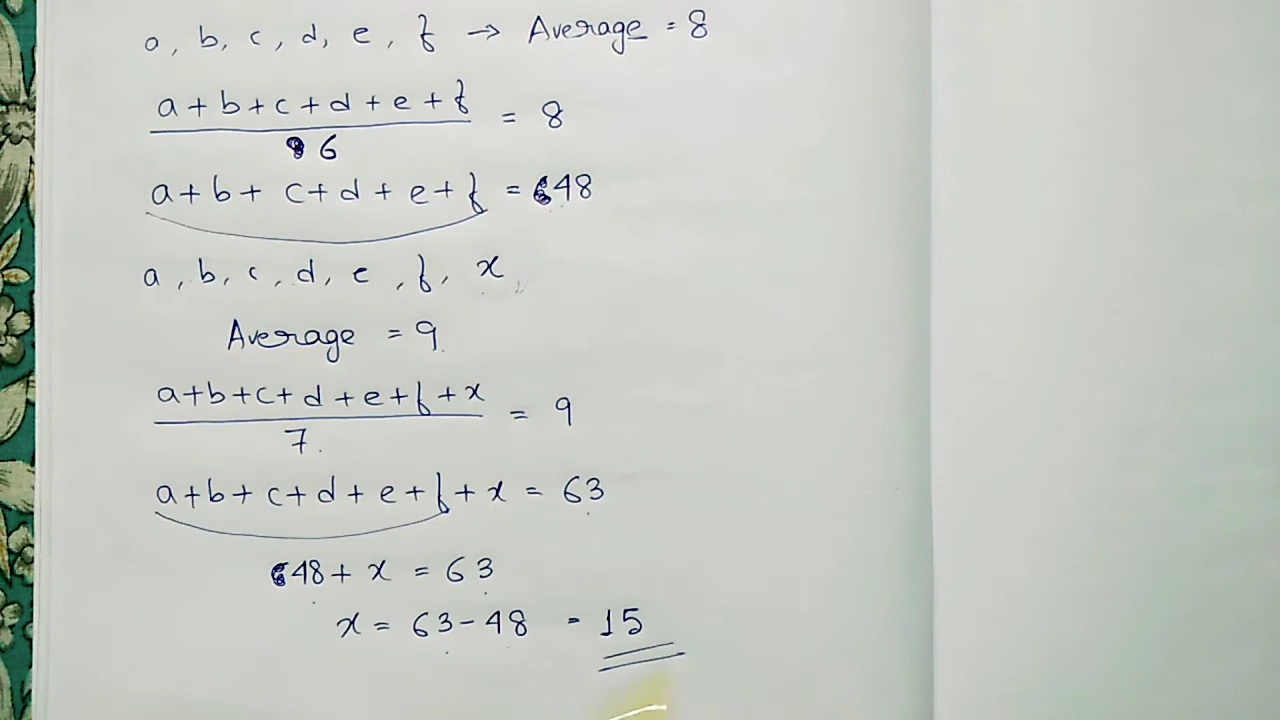 a, b, c, d, e, f → Average = 8
a + b + c + d + e + f
= 8
6
a + b + c + d + e + f = 48
a, b, c, d, e, f, x
Average = 9
a + b + c + d + e + f + x
= 9
7
a + b + c + d + e + f + x = 63
48 + x = 63
x = 63 - 48 = 15